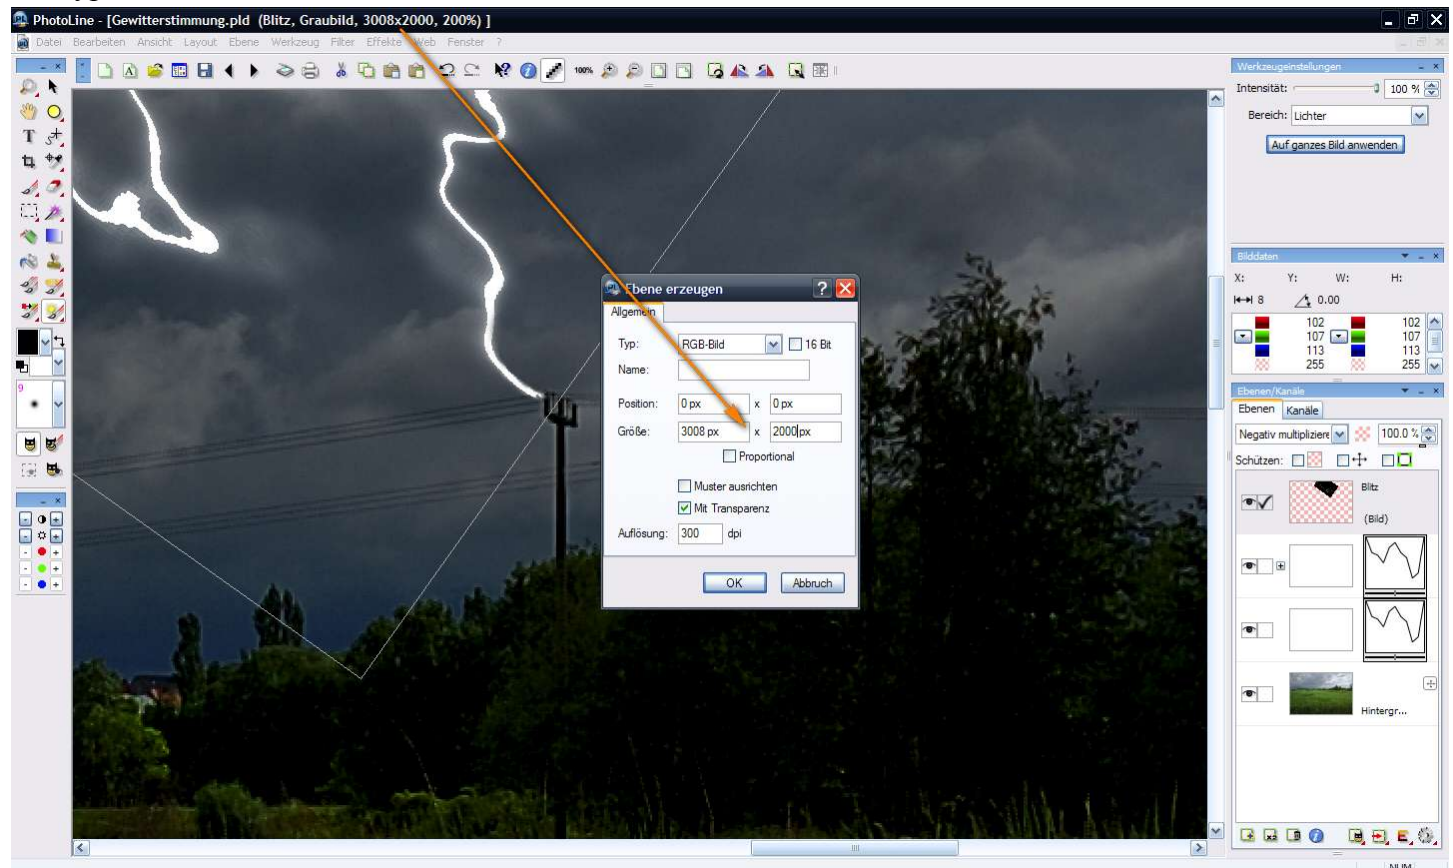 PhotoLine - [Gewitterstimmung.pld (Blitz, Graubild, 3008x2000, 200%) ]
Datei Bearbeiten Ansicht Layout Ebene Werkzeug Filter Effekte Web Fenster ?
100%
Werkzeugeinstellungen
Intensität: 100 %
Bereich: Lichter
Auf ganzes Bild anwenden
Ebene erzeugen
Allgemein
Typ: RGB-Bild 16 Bit
Name:
Position: 0 px x 0 px
Größe: 3008 px x 2000 px
Proportional
Muster ausrichten
Mit Transparenz
Auflösung: 300 dpi
OK Abbruch
Bilddaten
X: Y: W: H:
8 0.00
102 102
107 107
113 113
255 255
Ebenen/Kanäle
Ebenen Kanäle
Negativ multipliziere 100.0 %
Schützen:
Blitz
(Bild)
Hintergr...
9
NUM